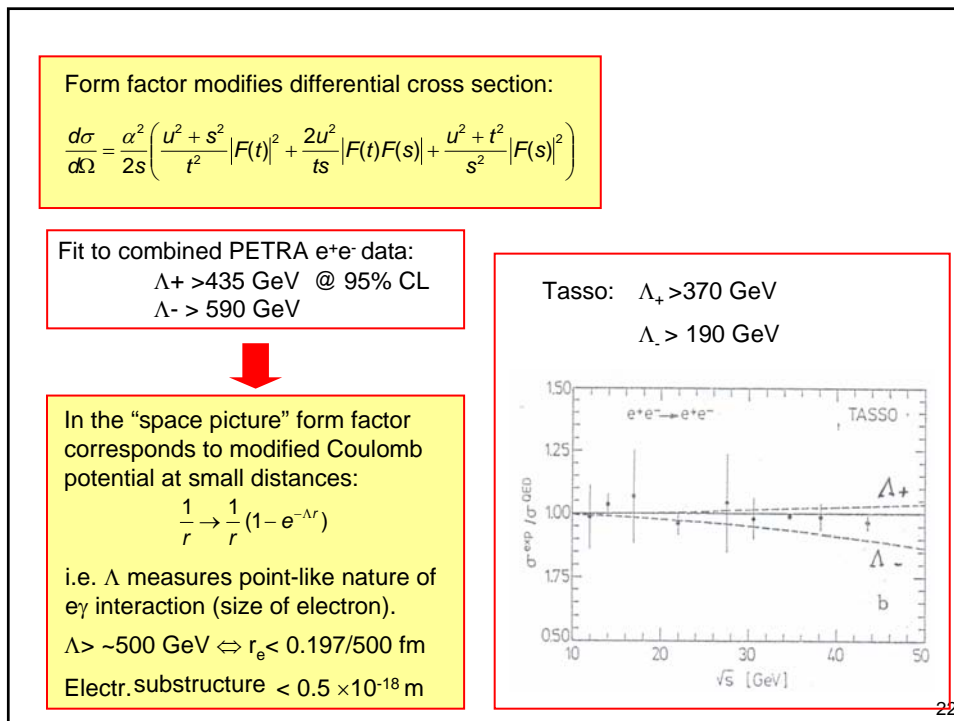 Form factor modifies differential cross section:
dσ/dΩ = α²/2s ( (u² + s²)/t² |F(t)|² + 2u²/ts |F(t)F(s)| + (u² + t²)/s² |F(s)|² )
Fit to combined PETRA e⁺e⁻ data:
Λ+ >435 GeV @ 95% CL
Λ- > 590 GeV
In the “space picture” form factor
corresponds to modified Coulomb
potential at small distances:
1/r → 1/r (1 − e^{−Λr})
i.e. Λ measures point-like nature of
eγ interaction (size of electron).
Λ> ~500 GeV ⇔ rₑ< 0.197/500 fm
Electr. substructure < 0.5 ×10⁻¹⁸ m
Tasso: Λ₊ >370 GeV
Λ₋ > 190 GeV
1.50
1.25
1.00
1.75
0.50
σ^exp / σ^QED
e⁺e⁻→e⁺e⁻
TASSO
Λ+
Λ -
b
10 20 30 40 50
√s [GeV]
22